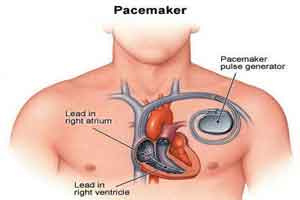 Pacemaker
Pacemaker
pulse generator
Lead in
right atrium
Lead in
right ventricle